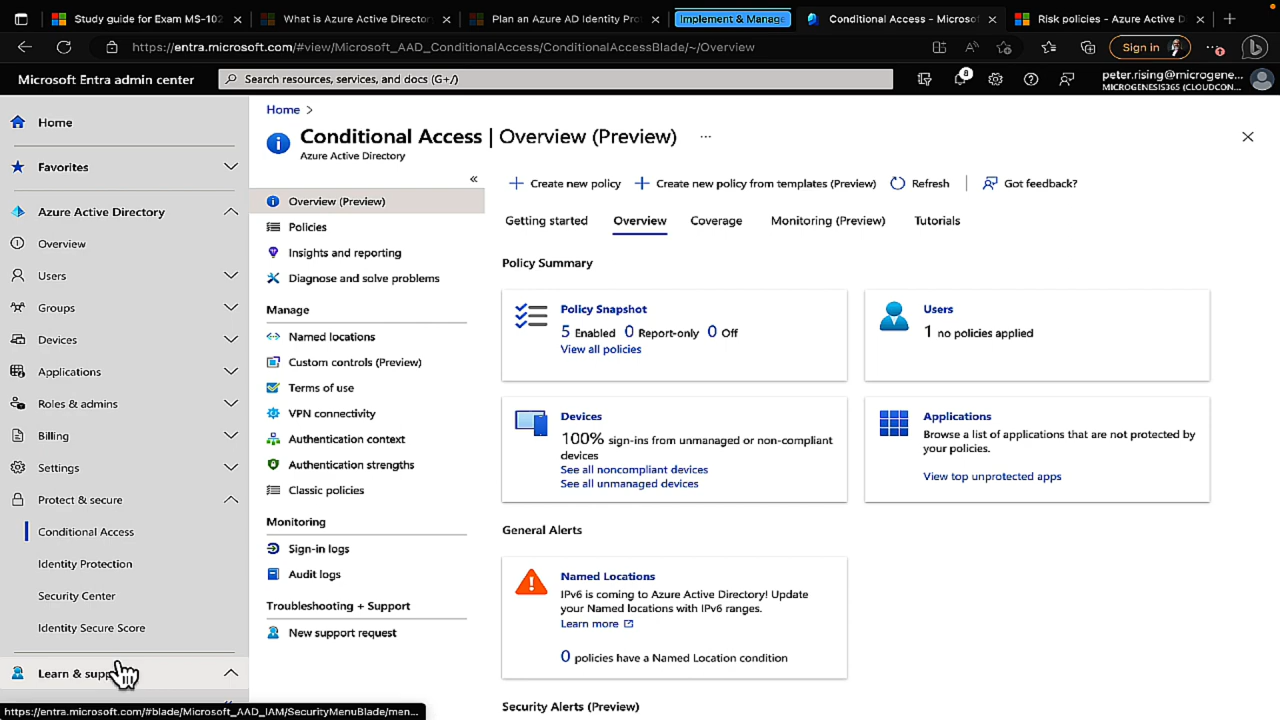 Study guide for Exam MS-102
What is Azure Active Directory
Plan an Azure AD Identity Pro
Implement & Manage
Conditional Access - Microsof
Risk policies - Azure Active D
https://entra.microsoft.com/#view/Microsoft_AAD_ConditionalAccess/ConditionalAccessBlade/~/Overview
Sign in
Microsoft Entra admin center
Search resources, services, and docs (G+/)
8
peter.rising@microgene...
MICROGENESIS365 (CLOUDCON...
Home
Favorites
Azure Active Directory
Overview
Users
Groups
Devices
Applications
Roles & admins
Billing
Settings
Protect & secure
Conditional Access
Identity Protection
Security Center
Identity Secure Score
Learn & supp
https://entra.microsoft.com/#blade/Microsoft_AAD_IAM/SecurityMenuBlade/men...
Home >
Conditional Access | Overview (Preview) ...
Azure Active Directory
«
Overview (Preview)
Policies
Insights and reporting
Diagnose and solve problems
Manage
Named locations
Custom controls (Preview)
Terms of use
VPN connectivity
Authentication context
Authentication strengths
Classic policies
Monitoring
Sign-in logs
Audit logs
Troubleshooting + Support
New support request
Create new policy
Create new policy from templates (Preview)
Refresh
Got feedback?
Getting started
Overview
Coverage
Monitoring (Preview)
Tutorials
Policy Summary
Policy Snapshot
5 Enabled 0 Report-only 0 Off
View all policies
Users
1 no policies applied
Devices
100% sign-ins from unmanaged or non-compliant
devices
See all noncompliant devices
See all unmanaged devices
Applications
Browse a list of applications that are not protected by
your policies.
View top unprotected apps
General Alerts
Named Locations
IPv6 is coming to Azure Active Directory! Update
your Named locations with IPv6 ranges.
Learn more
0 policies have a Named Location condition
Security Alerts (Preview)